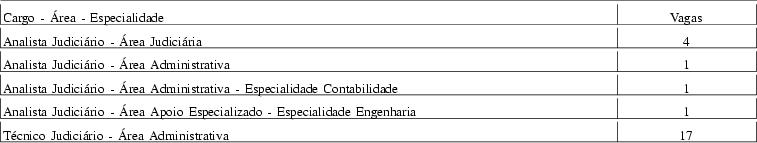 Cargo - Área - Especialidade Vagas
Analista Judiciário - Área Judiciária 4
Analista Judiciário - Área Administrativa 1
Analista Judiciário - Área Administrativa - Especialidade Contabilidade 1
Analista Judiciário - Área Apoio Especializado - Especialidade Engenharia 1
Técnico Judiciário - Área Administrativa 17